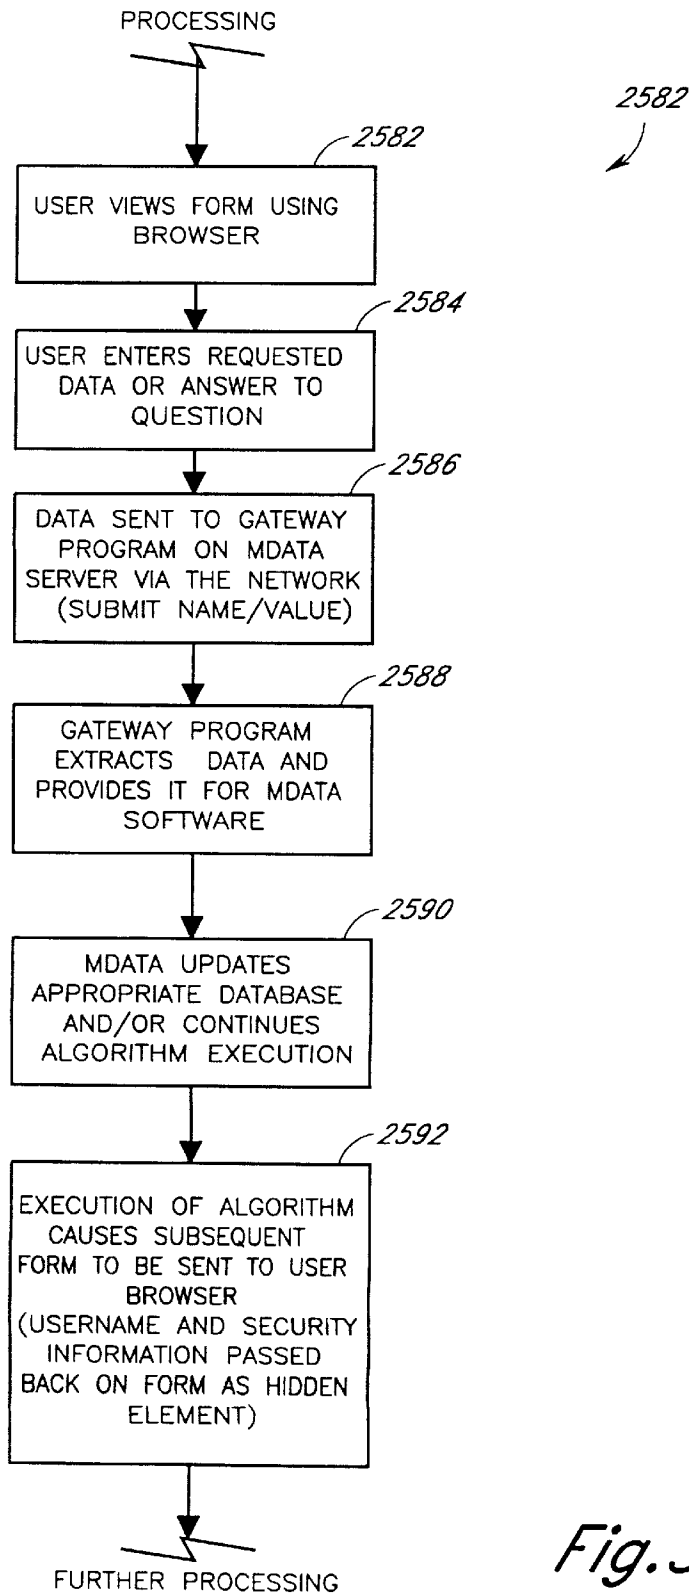 PROCESSING
2582
2582
USER VIEWS FORM USING
BROWSER
2584
USER ENTERS REQUESTED
DATA OR ANSWER TO
QUESTION
2586
DATA SENT TO GATEWAY
PROGRAM ON MDATA
SERVER VIA THE NETWORK
(SUBMIT NAME/VALUE)
2588
GATEWAY PROGRAM
EXTRACTS DATA AND
PROVIDES IT FOR MDATA
SOFTWARE
2590
MDATA UPDATES
APPROPRIATE DATABASE
AND/OR CONTINUES
ALGORITHM EXECUTION
2592
EXECUTION OF ALGORITHM
CAUSES SUBSEQUENT
FORM TO BE SENT TO USER
BROWSER
(USERNAME AND SECURITY
INFORMATION PASSED
BACK ON FORM AS HIDDEN
ELEMENT)
FURTHER PROCESSING
Fig.